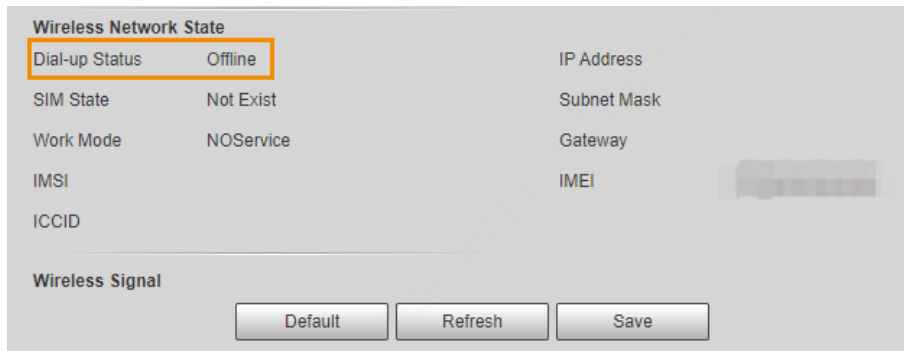 Wireless Network State
Dial-up Status Offline IP Address
SIM State Not Exist Subnet Mask
Work Mode NOService Gateway
IMSI IMEI
ICCID
Wireless Signal
Default Refresh Save